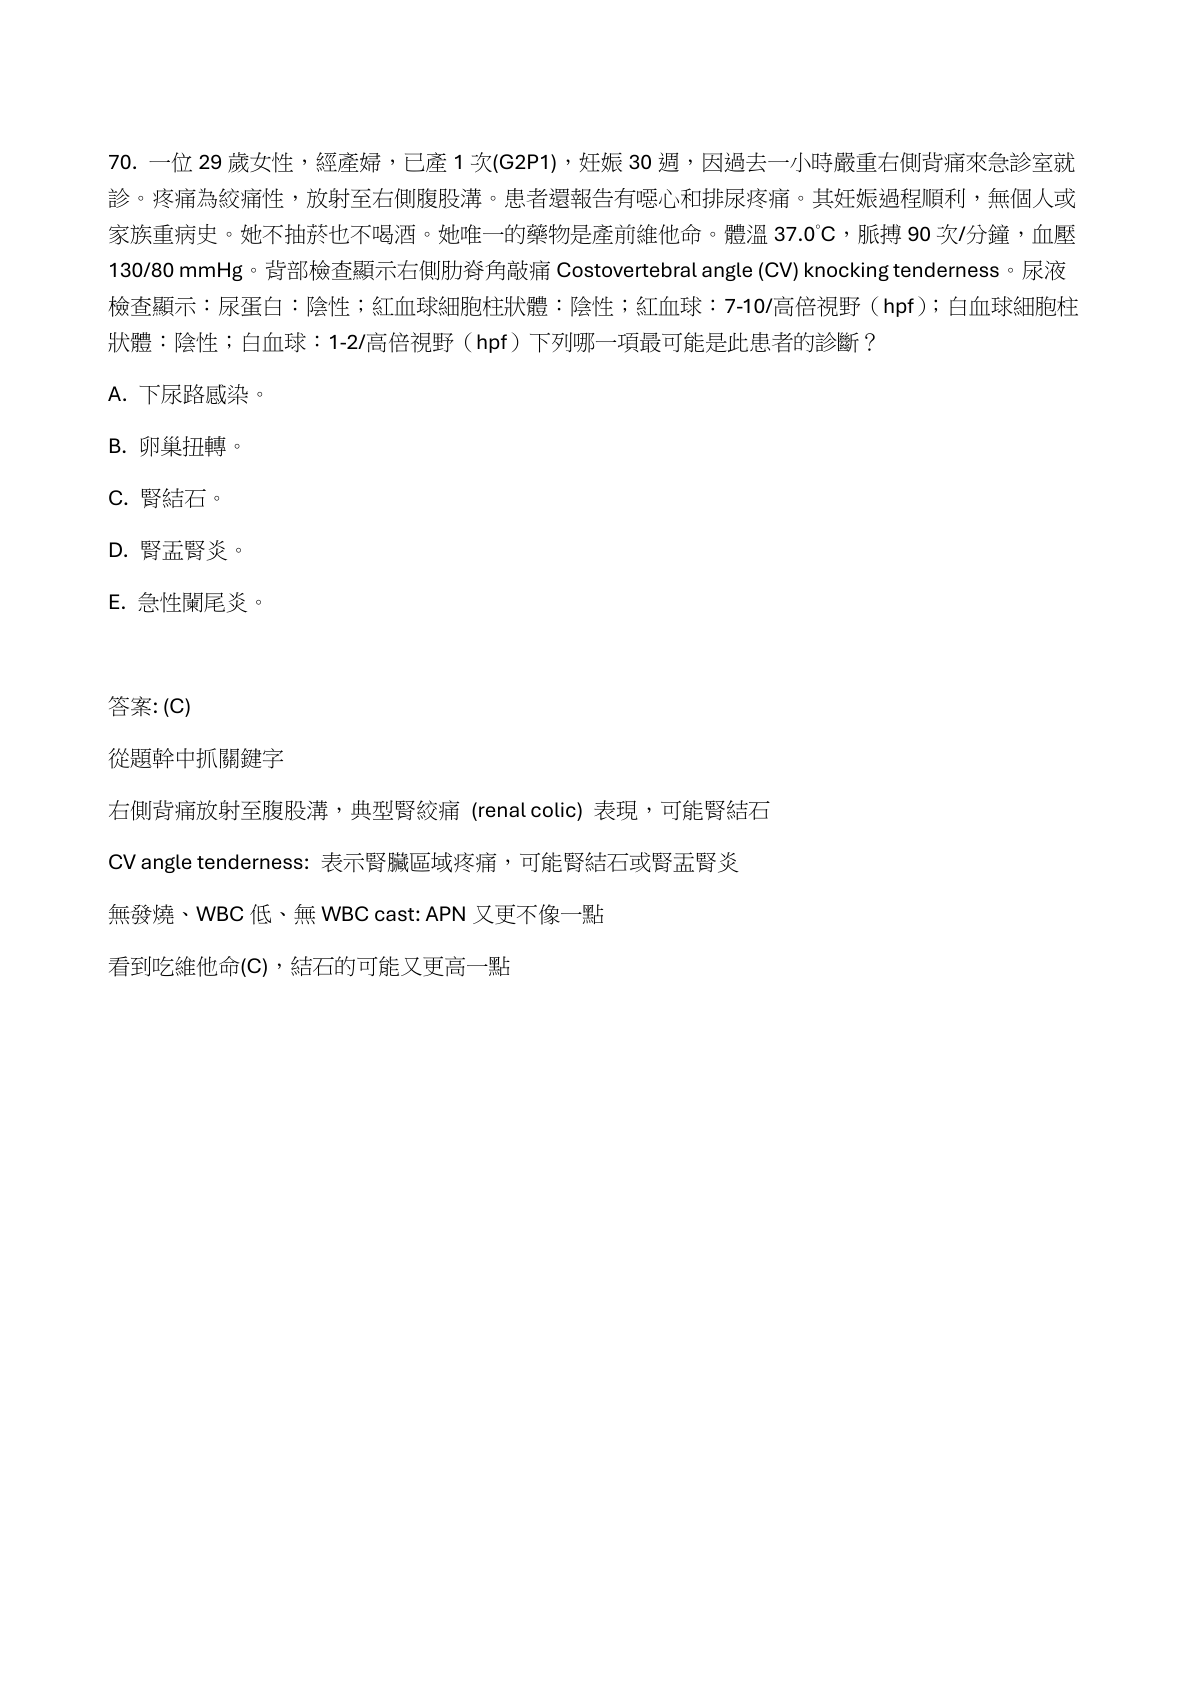 70. 一位 29 歲女性，經產婦，已產 1 次(G2P1)，妊娠 30 週，因過去一小時嚴重右側背痛來急診室就
診。疼痛為絞痛性，放射至右側腹股溝。患者還報告有噁心和排尿疼痛。其妊娠過程順利，無個人或
家族重病史。她不抽菸也不喝酒。她唯一的藥物是產前維他命。體溫 37.0°C，脈搏 90 次/分鐘，血壓
130/80 mmHg。背部檢查顯示右側肋脊角敲痛 Costovertebral angle (CV) knocking tenderness。尿液
檢查顯示：尿蛋白：陰性；紅血球細胞柱狀體：陰性；紅血球：7-10/高倍視野（hpf）；白血球細胞柱
狀體：陰性；白血球：1-2/高倍視野（hpf）下列哪一項最可能是此患者的診斷？
A. 下尿路感染。
B. 卵巢扭轉。
C. 腎結石。
D. 腎盂腎炎。
E. 急性闌尾炎。
答案: (C)
從題幹中抓關鍵字
右側背痛放射至腹股溝，典型腎絞痛 (renal colic) 表現，可能腎結石
CV angle tenderness: 表示腎臟區域疼痛，可能腎結石或腎盂腎炎
無發燒、WBC 低、無 WBC cast: APN 又更不像一點
看到吃維他命(C)，結石的可能又更高一點